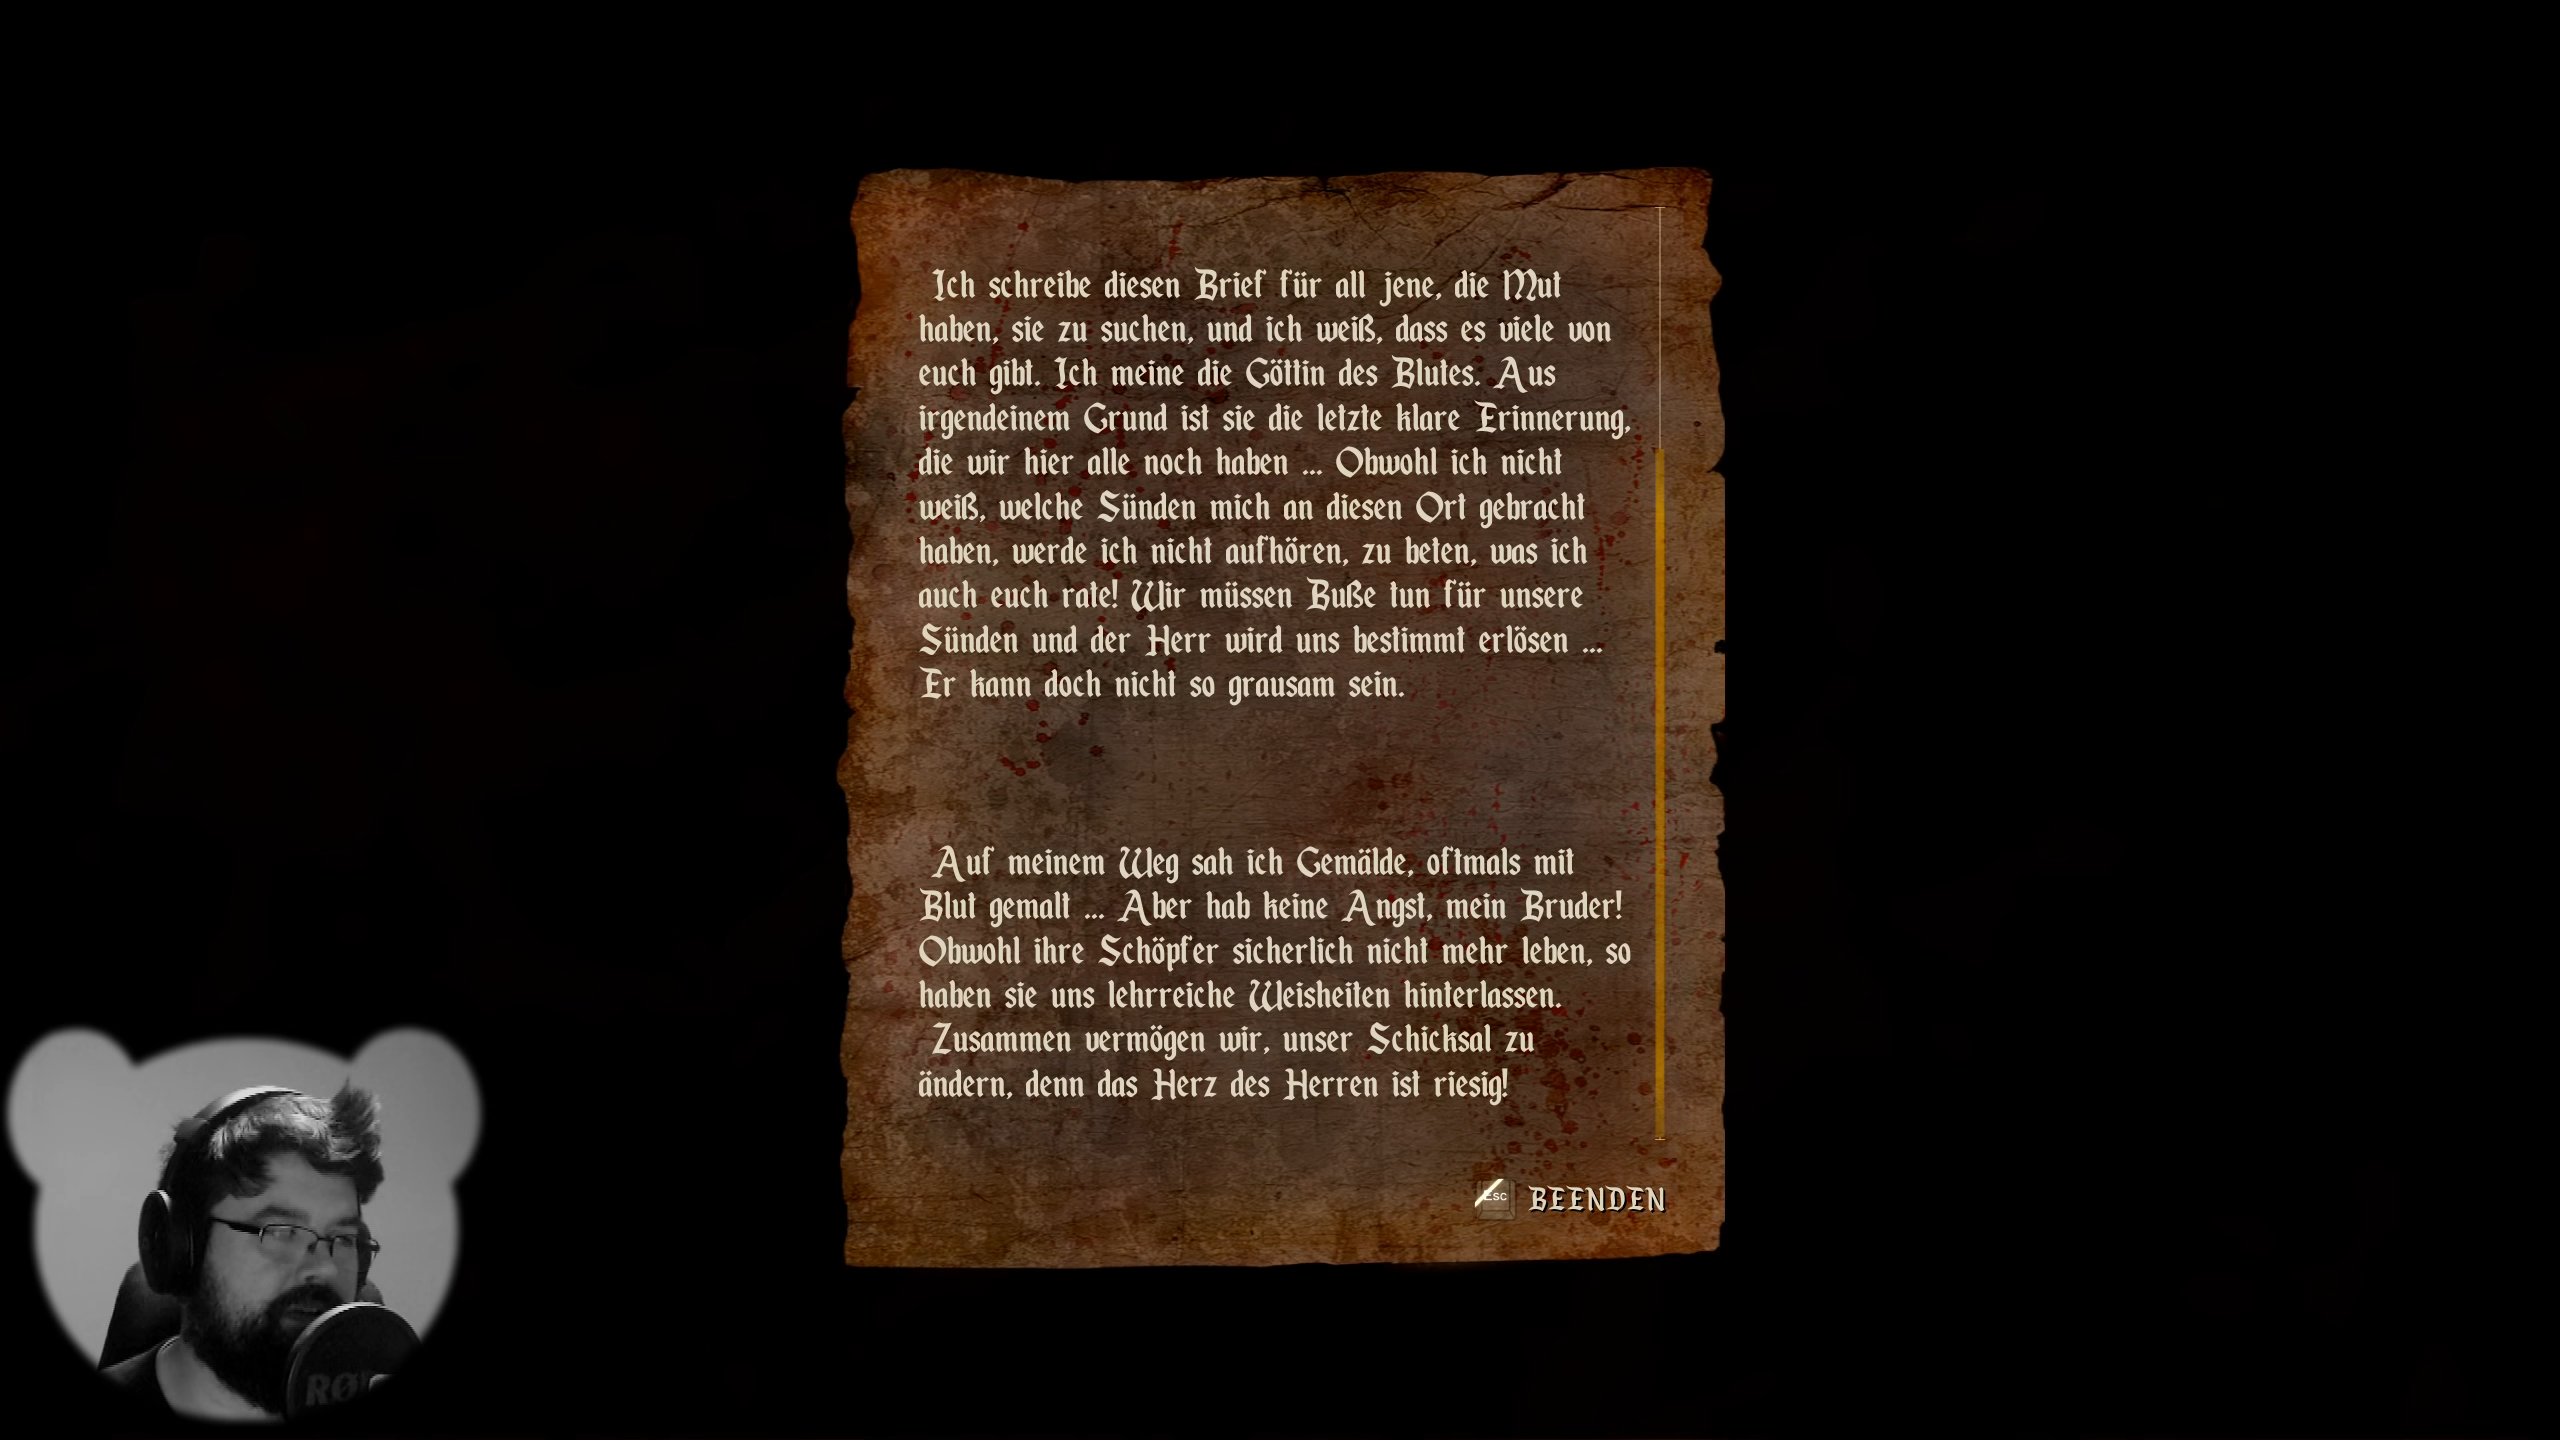 Ich schreibe diesen Brief für all jene, die Mut
haben, sie zu suchen, und ich weiß, dass es viele von
euch gibt. Ich meine die Göttin des Blutes. Aus
irgendeinem Grund ist sie die letzte klare Erinnerung,
die wir hier alle noch haben ... Obwohl ich nicht
weiß, welche Sünden mich an diesen Ort gebracht
haben, werde ich nicht aufhören, zu beten, was ich
auch euch rate! Wir müssen Buße tun für unsere
Sünden und der Herr wird uns bestimmt erlösen ...
Er kann doch nicht so grausam sein.
Auf meinem Weg sah ich Gemälde, oftmals mit
Blut gemalt ... Aber hab keine Angst, mein Bruder!
Obwohl ihre Schöpfer sicherlich nicht mehr leben, so
haben sie uns lehrreiche Weisheiten hinterlassen.
Zusammen vermögen wir, unser Schicksal zu
ändern, denn das Herz des Herren ist riesig!
Esc BEENDEN